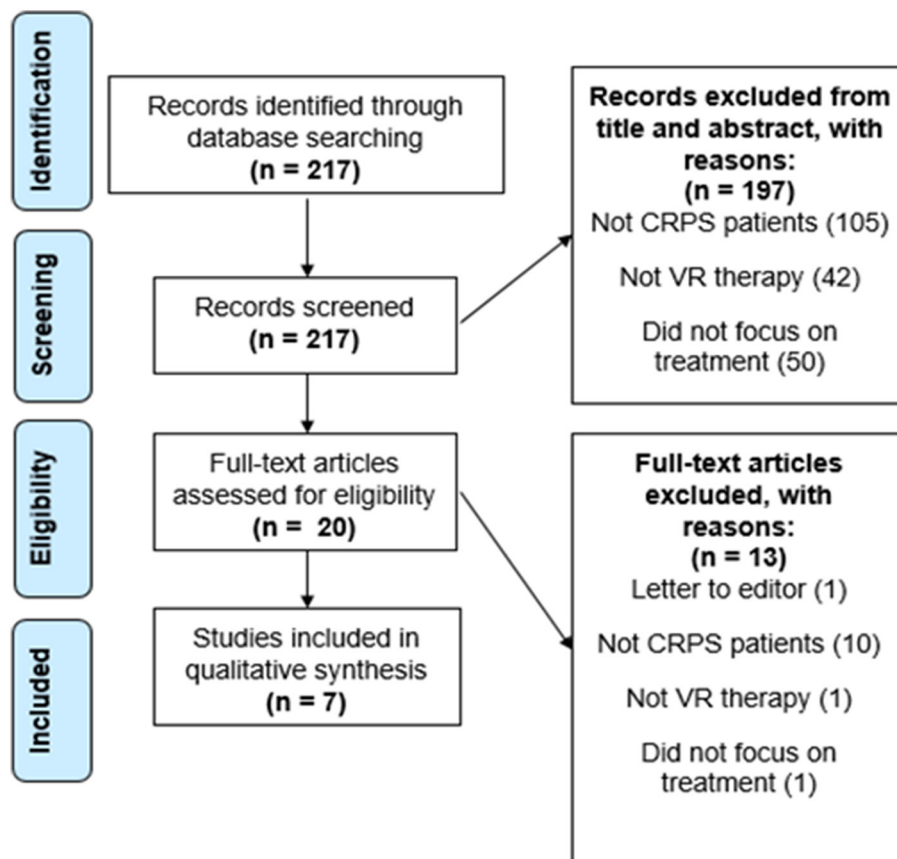 Identification
Records identified through
database searching
(n = 217)
Records excluded from
title and abstract, with
reasons:
(n = 197)
Not CRPS patients (105)
Not VR therapy (42)
Did not focus on
treatment (50)
Screening
Records screened
(n = 217)
Eligibility
Full-text articles
assessed for eligibility
(n = 20)
Full-text articles
excluded, with
reasons:
(n = 13)
Letter to editor (1)
Not CRPS patients (10)
Not VR therapy (1)
Did not focus on
treatment (1)
Included
Studies included in
qualitative synthesis
(n = 7)